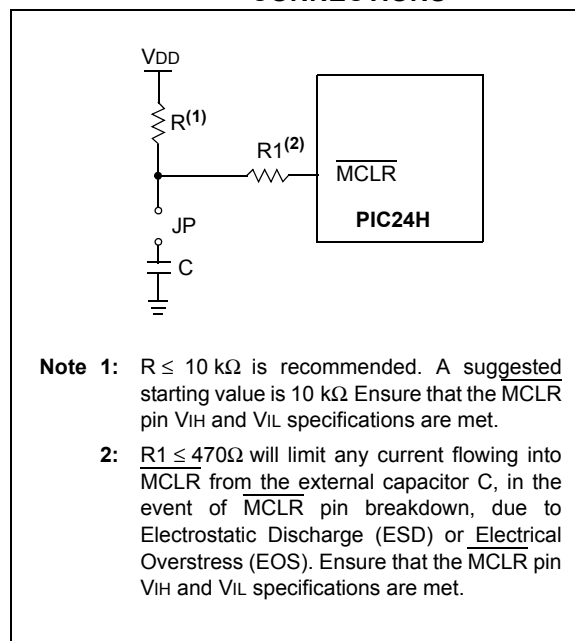 VDD
R(1)
R1(2)
MCLR
JP
PIC24H
C
Note 1: R ≤ 10 kΩ is recommended. A suggested
starting value is 10 kΩ Ensure that the MCLR
pin VIH and VIL specifications are met.
2: R1 ≤ 470Ω will limit any current flowing into
MCLR from the external capacitor C, in the
event of MCLR pin breakdown, due to
Electrostatic Discharge (ESD) or Electrical
Overstress (EOS). Ensure that the MCLR pin
VIH and VIL specifications are met.